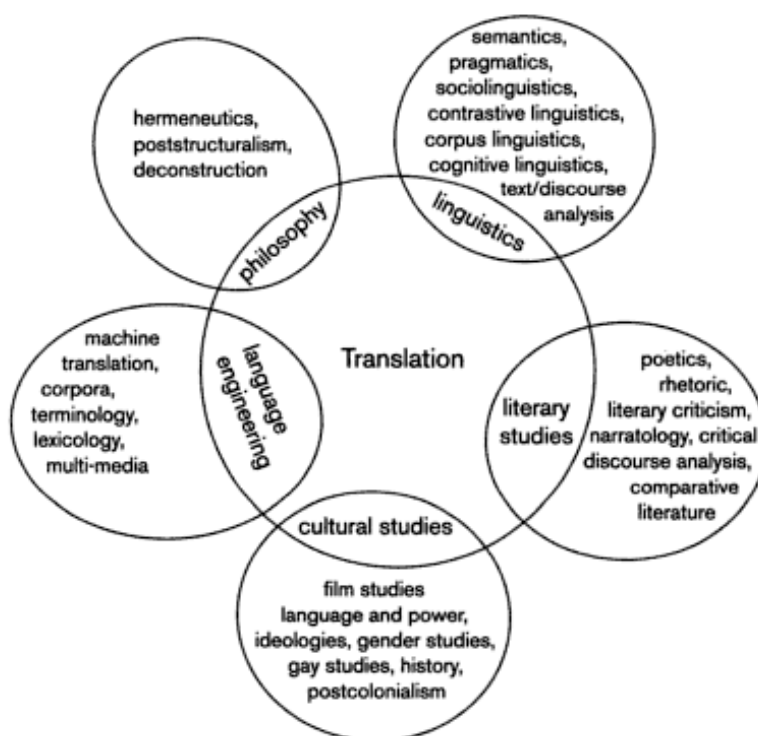 hermeneutics,
poststructuralism,
deconstruction
philosophy
semantics,
pragmatics,
sociolinguistics,
contrastive linguistics,
corpus linguistics,
cognitive linguistics,
text/discourse
analysis
linguistics
machine
translation,
corpora,
terminology,
lexicology,
multi-media
language
engineering
Translation
literary
studies
poetics,
rhetoric,
literary criticism,
narratology, critical
discourse analysis,
comparative
literature
cultural studies
film studies
language and power,
ideologies, gender studies,
gay studies, history,
postcolonialism